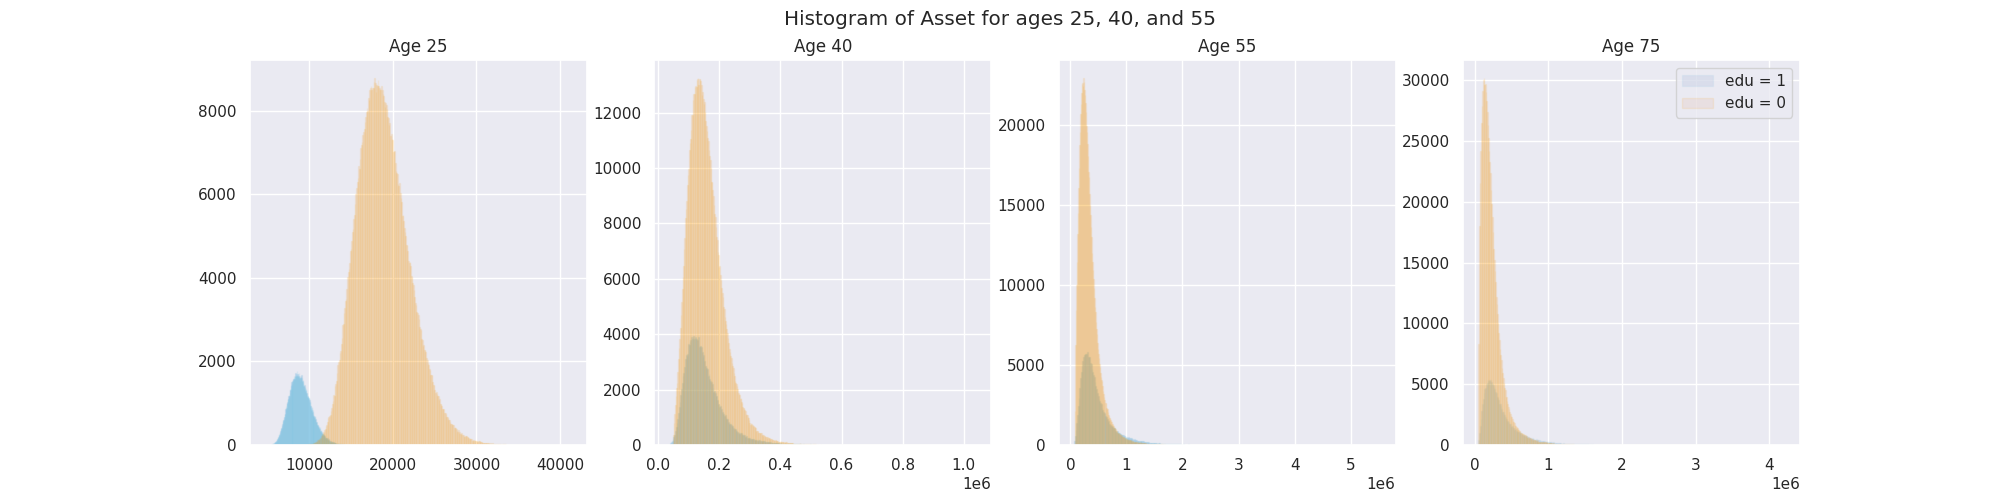 Histogram of Asset for ages 25, 40, and 55
Age 25
8000
6000
4000
2000
0
10000 20000 30000 40000
Age 40
12000
10000
8000
6000
4000
2000
0
0.0 0.2 0.4 0.6 0.8 1.0
1e6
Age 55
20000
15000
10000
5000
0
0 1 2 3 4 5
1e6
Age 75
30000
25000
20000
15000
10000
5000
0
0 1 2 3 4
1e6
edu = 1
edu = 0